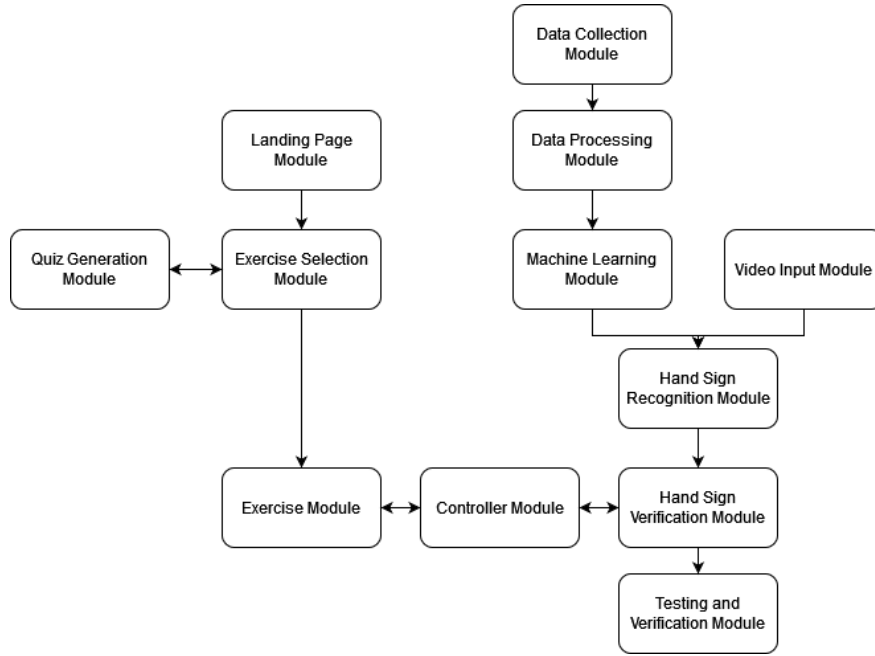 Data Collection
Module
Landing Page
Module
Data Processing
Module
Quiz Generation
Module
Exercise Selection
Module
Machine Learning
Module
Video Input Module
Hand Sign
Recognition Module
Exercise Module
Controller Module
Hand Sign
Verification Module
Testing and
Verification Module